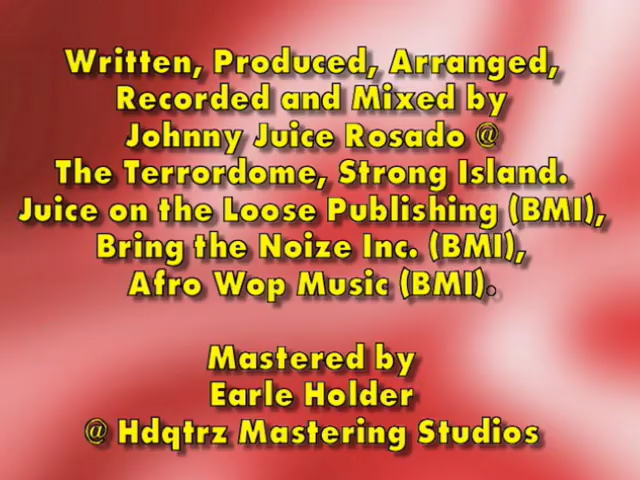 Written, Produced, Arranged,
Recorded and Mixed by
Johnny Juice Rosado @
The Terrordome, Strong Island.
Juice on the Loose Publishing (BMI),
Bring the Noize Inc. (BMI),
Afro Wop Music (BMI).
Mastered by
Earle Holder
@ Hdqtrz Mastering Studios